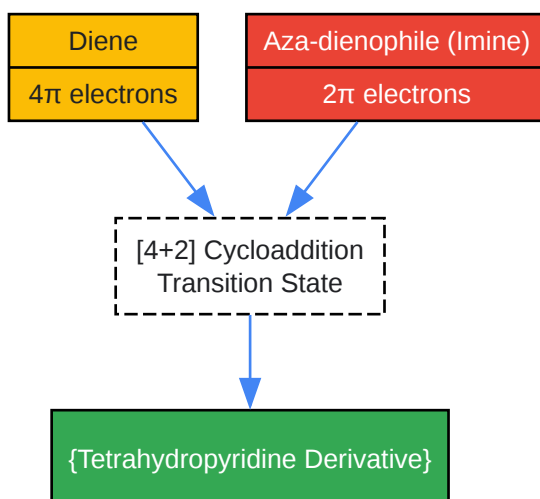 Diene
4π electrons
Aza-dienophile (Imine)
2π electrons
[4+2] Cycloaddition
Transition State
{Tetrahydropyridine Derivative}